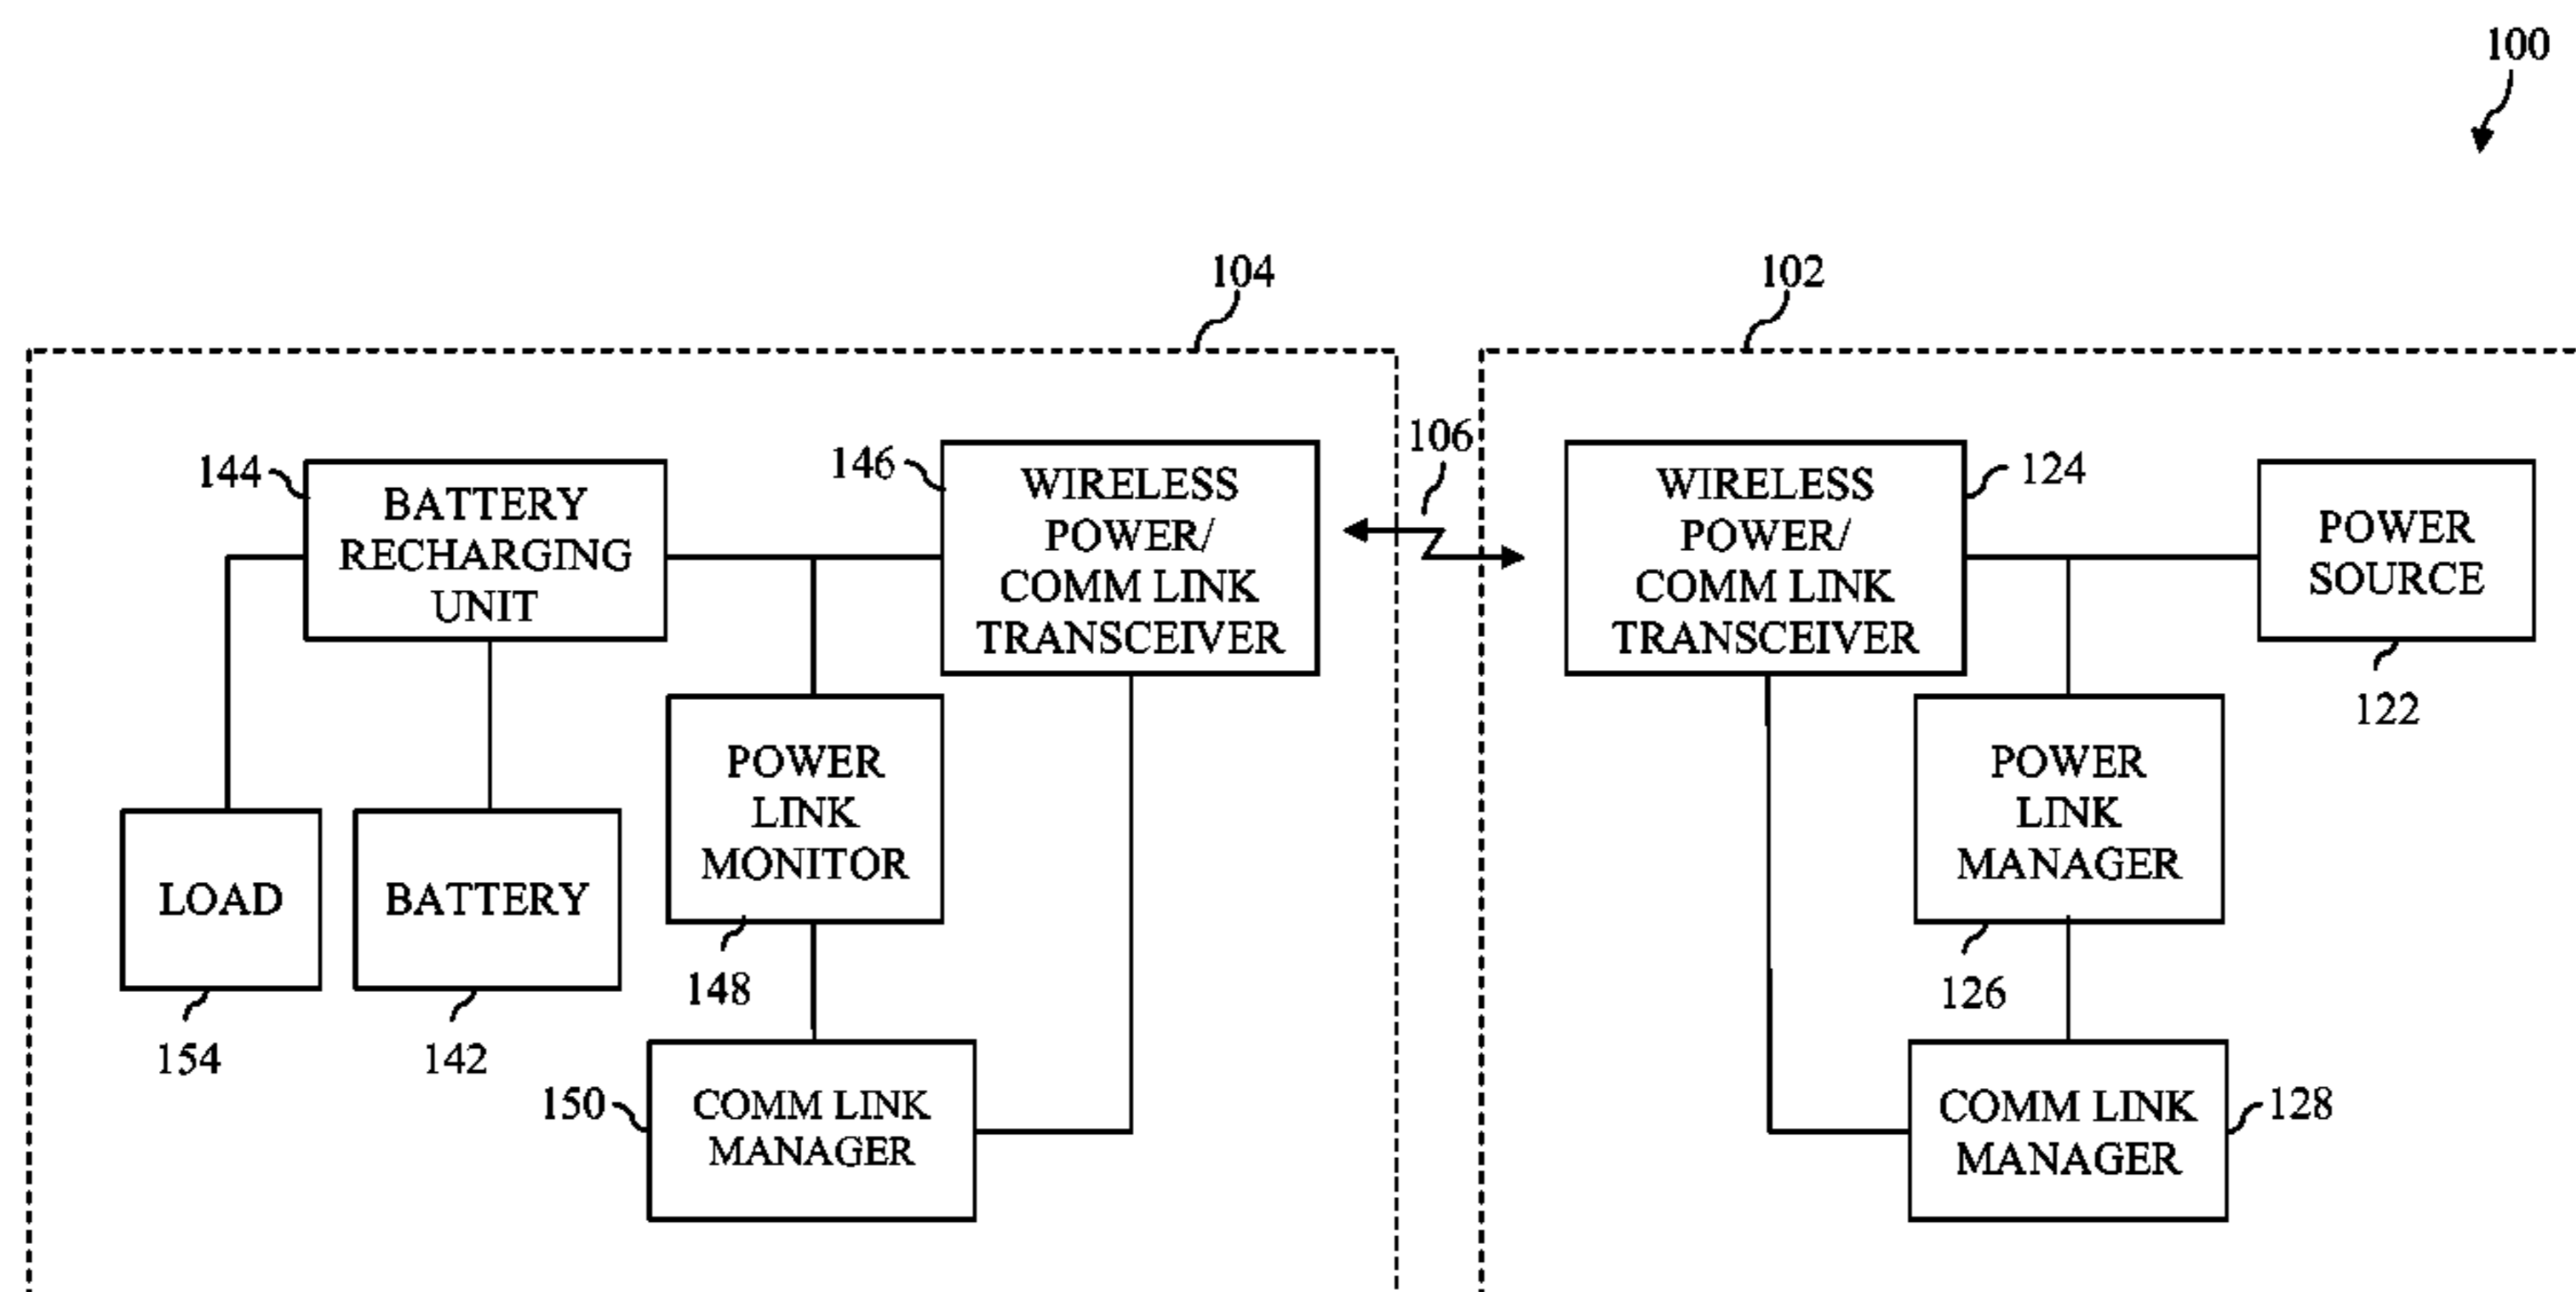 100
104
102
106
144
BATTERY
RECHARGING
UNIT
146
WIRELESS
POWER/
COMM LINK
TRANSCEIVER
WIRELESS
POWER/
COMM LINK
TRANSCEIVER
124
POWER
SOURCE
122
LOAD
154
BATTERY
142
POWER
LINK
MONITOR
148
150
COMM LINK
MANAGER
POWER
LINK
MANAGER
126
COMM LINK
MANAGER
128